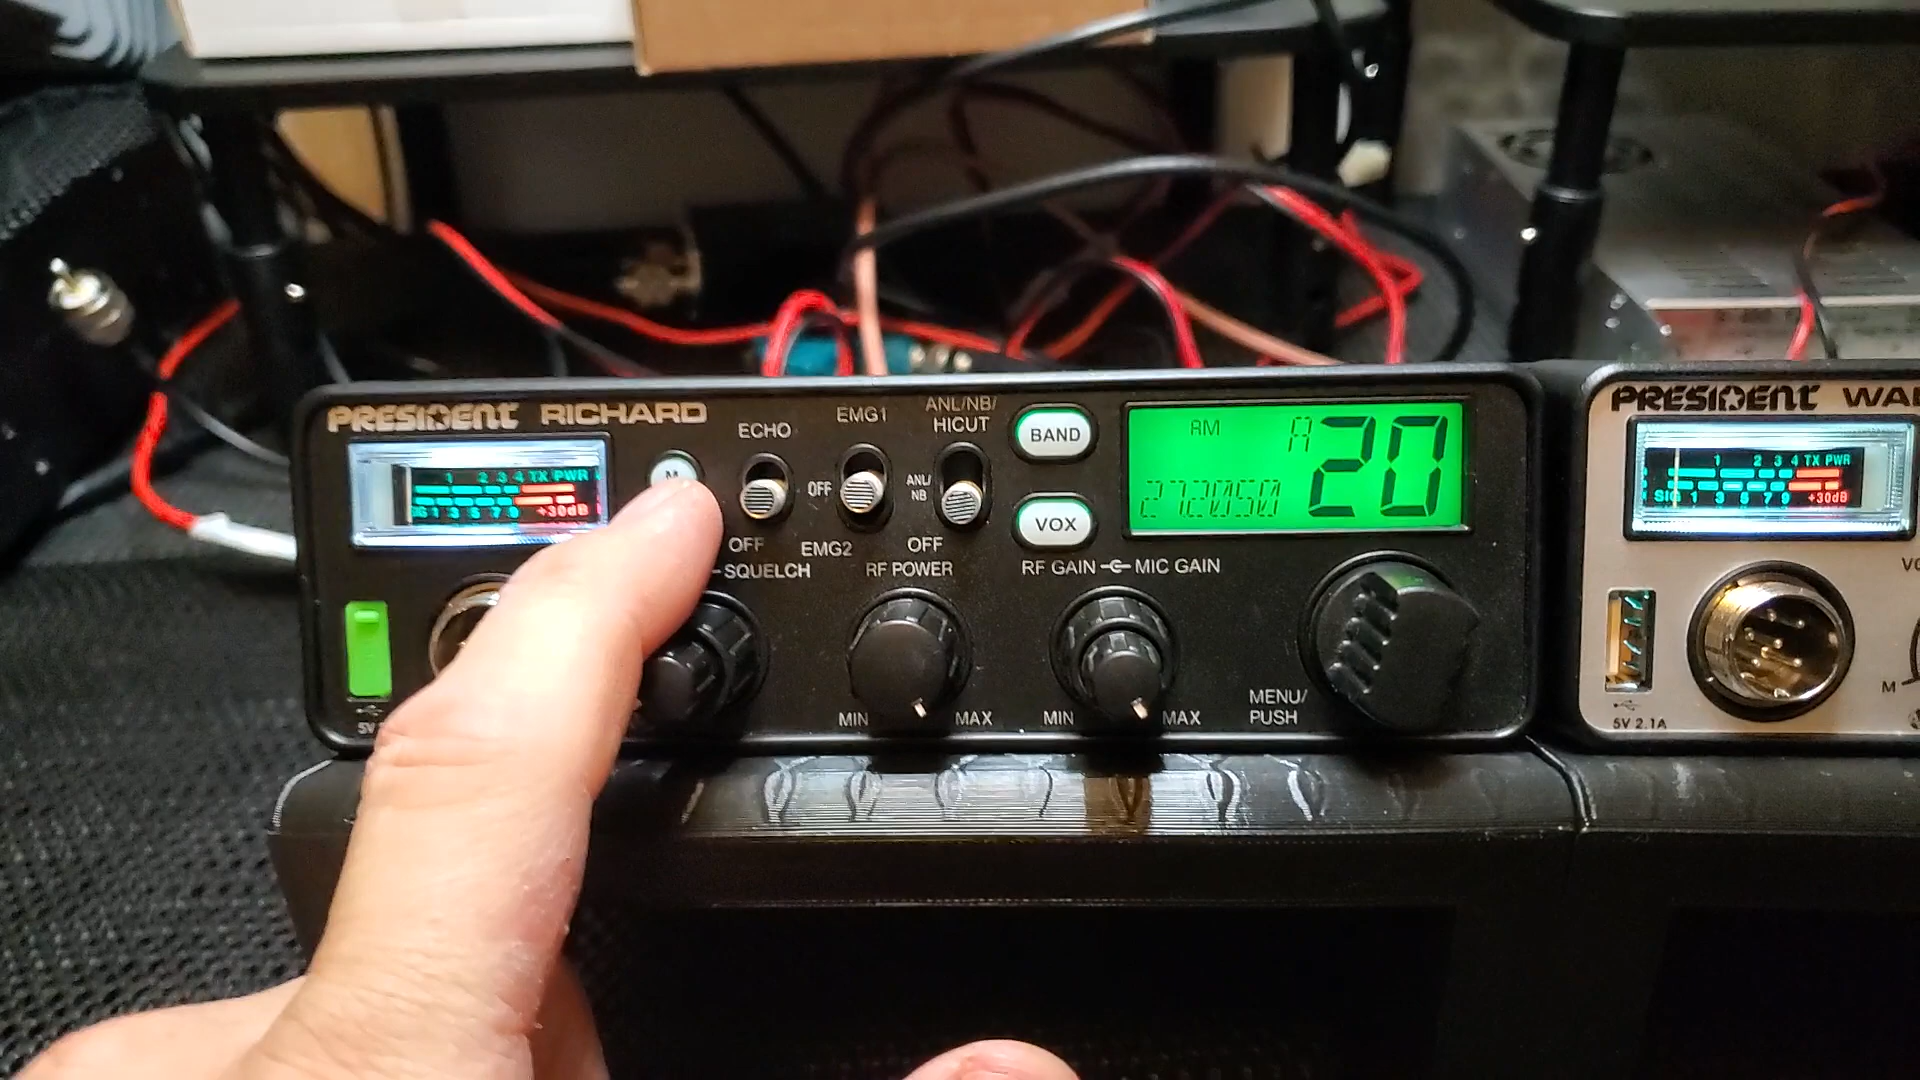 PRESIDENT RICHARD
1 2 3 4 TX PWR
1 3 5 7 9 +30dB
M
ECHO
OFF
EMG1
OFF
EMG2
ANL/NB/
HICUT
ANL/
NB
OFF
BAND
VOX
RM
A 20
27.2050
SQUELCH
RF POWER
RF GAIN
MIC GAIN
MIN
MAX
MIN
MAX
MENU/
PUSH
5V
PRESIDENT
1 2 3 4 TX PWR
SIG 1 3 5 7 9 +30dB
5V 2.1A
M